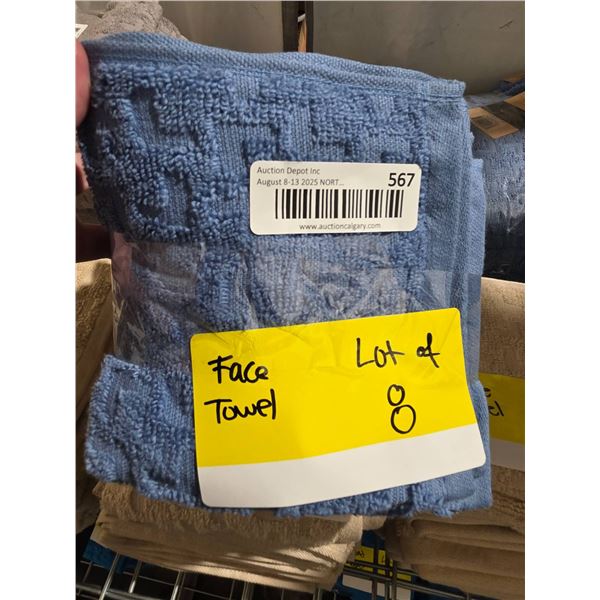 Auction Depot Inc
August 8-13 2025 NORT...
567
www.auctioncalgary.com
Face Towel
Lot of 8